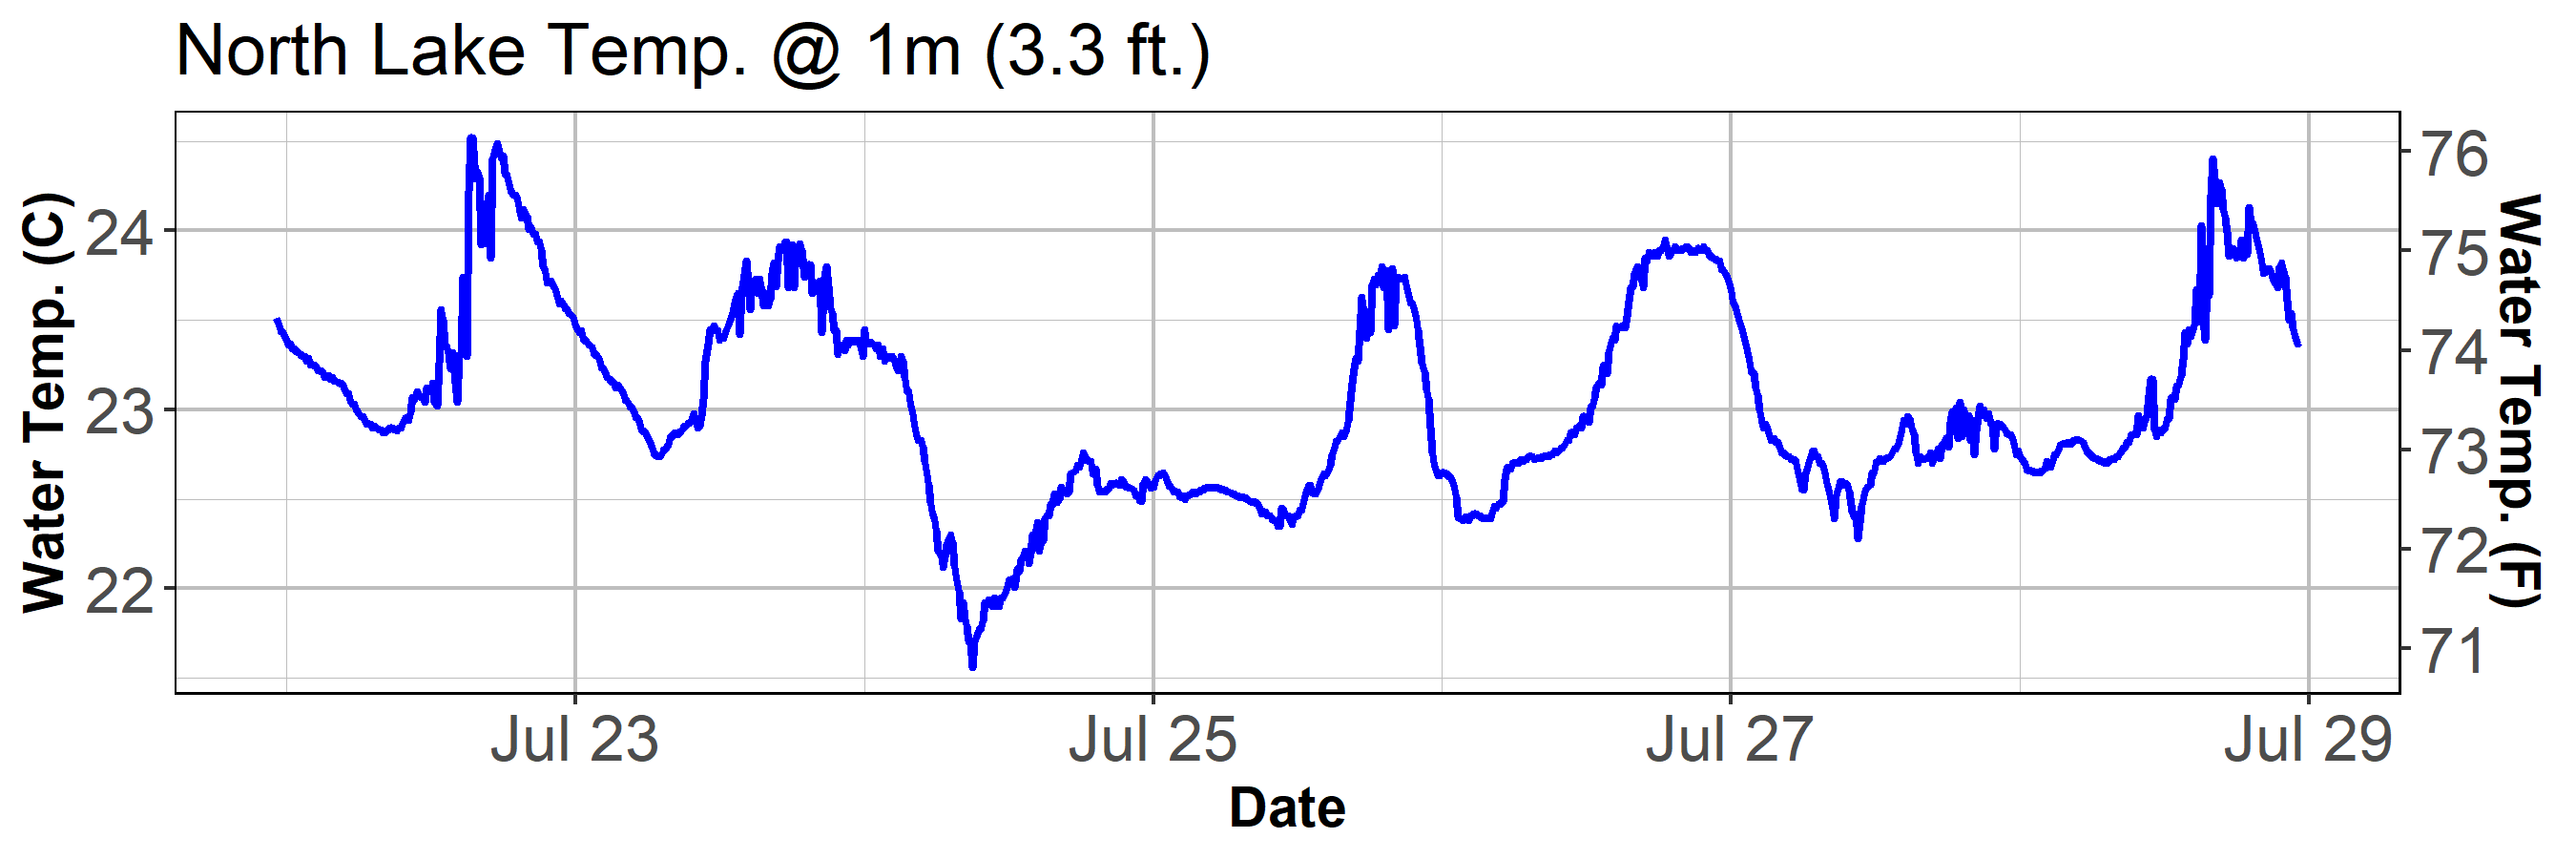 North Lake Temp. @ 1m (3.3 ft.)
Water Temp. (C)
24
23
22
76
75
74
73
72
71
Water Temp. (F)
Jul 23
Jul 25
Jul 27
Jul 29
Date